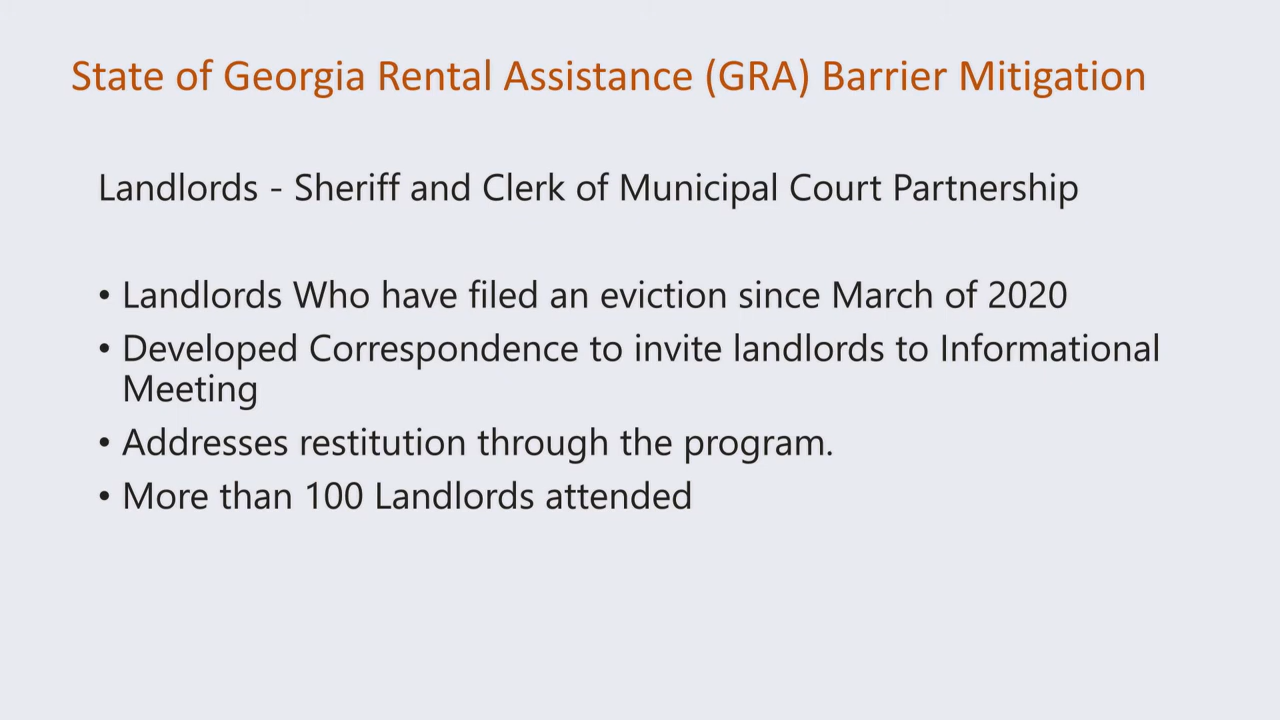 State of Georgia Rental Assistance (GRA) Barrier Mitigation
Landlords - Sheriff and Clerk of Municipal Court Partnership
• Landlords Who have filed an eviction since March of 2020
• Developed Correspondence to invite landlords to Informational
Meeting
• Addresses restitution through the program.
• More than 100 Landlords attended